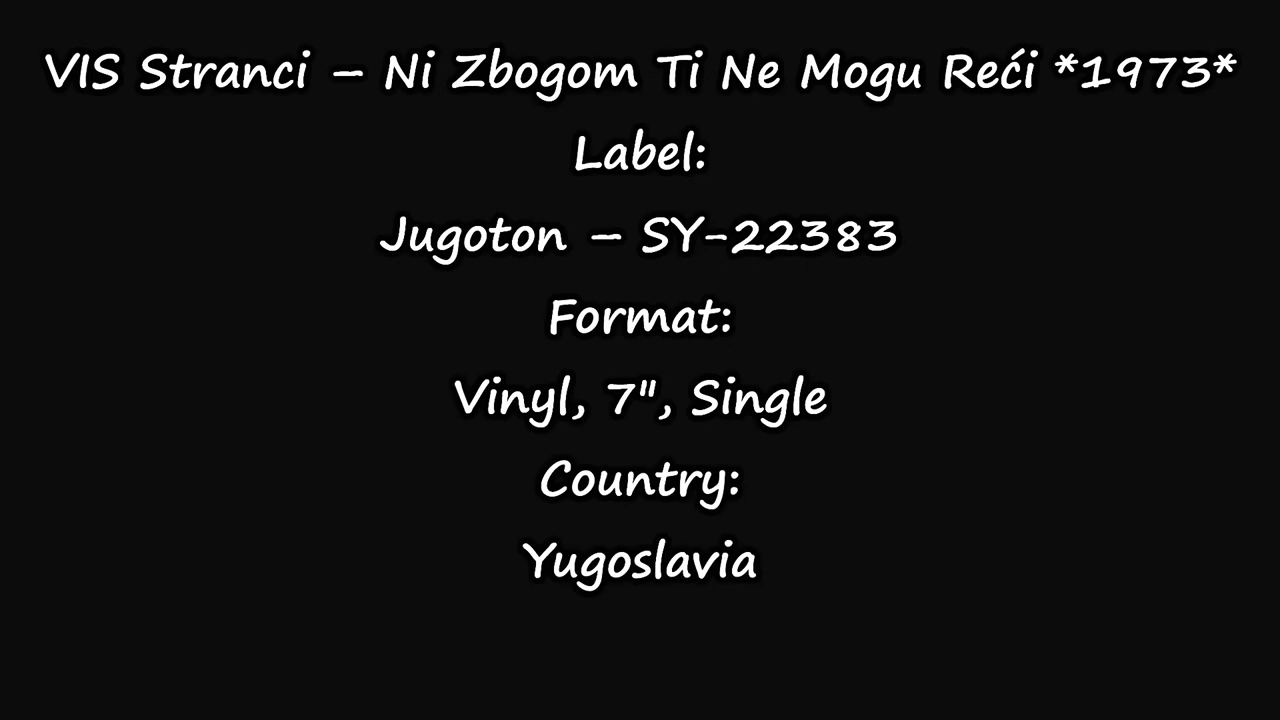 VIS Stranci – Ni Zbogom Ti Ne Mogu Reći *1973*
Label:
Jugoton – SY-22383
Format:
Vinyl, 7", Single
Country:
Yugoslavia